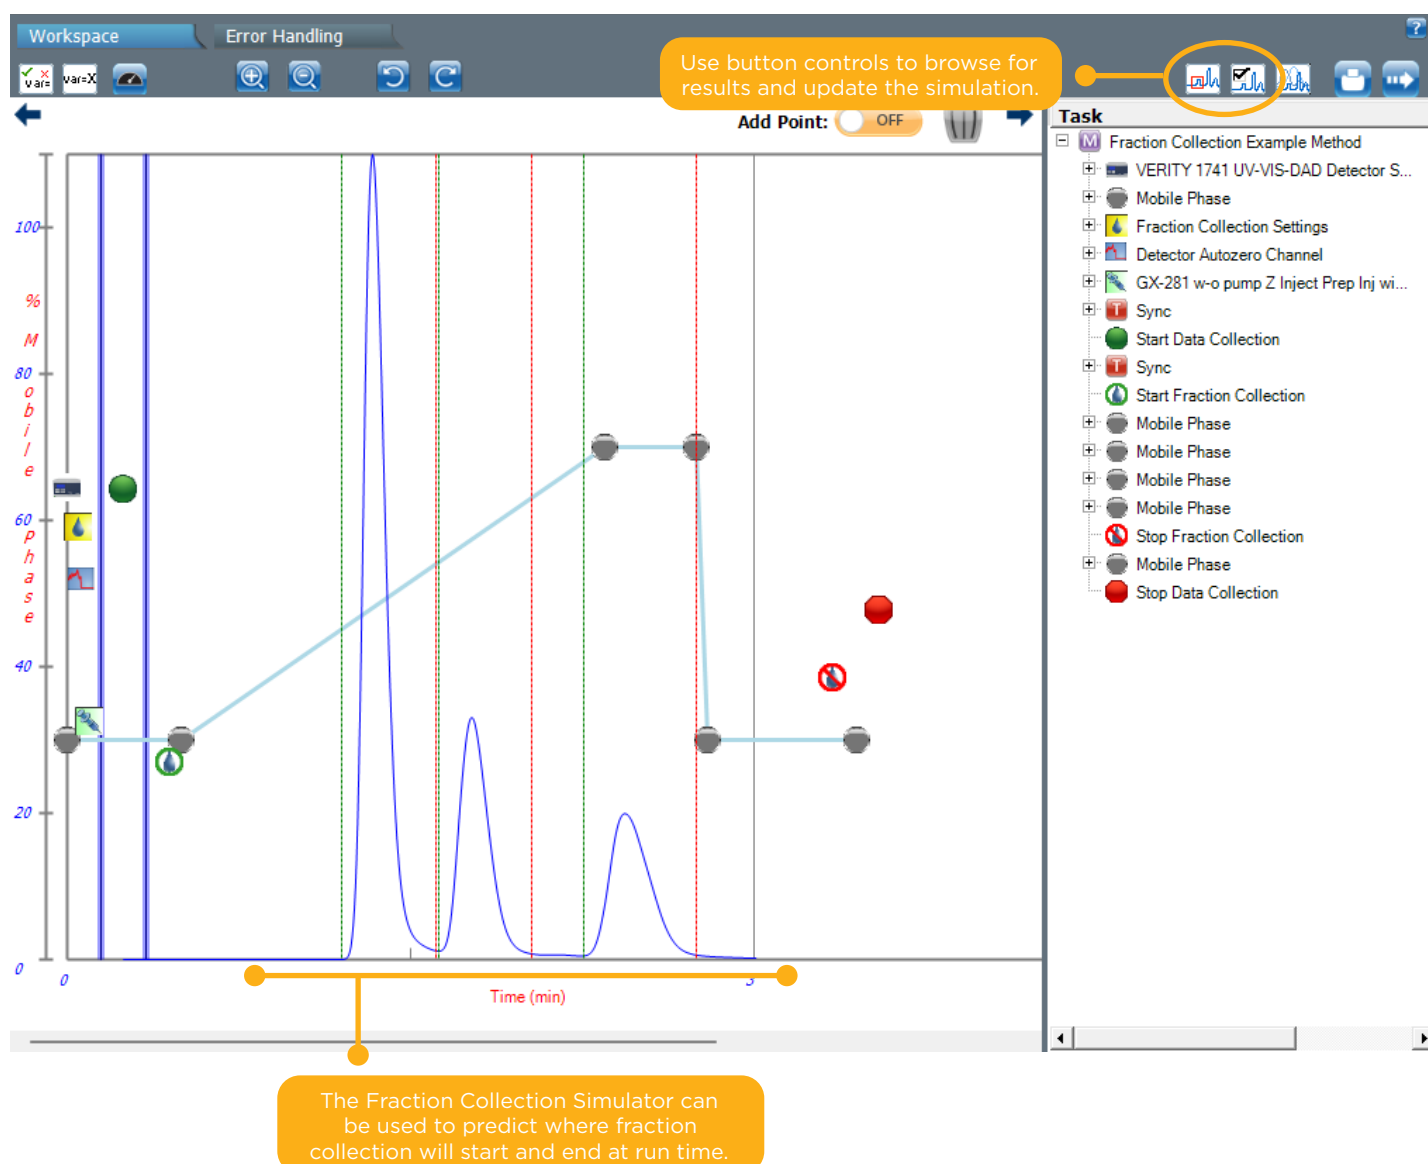 Workspace
Error Handling
?
Use button controls to browse for
results and update the simulation.
var=
var=X
Add Point:
OFF
Task
M Fraction Collection Example Method
VERITY 1741 UV-VIS-DAD Detector S...
Mobile Phase
Fraction Collection Settings
Detector Autozero Channel
GX-281 w-o pump Z Inject Prep Inj wi...
T Sync
Start Data Collection
T Sync
Start Fraction Collection
Mobile Phase
Mobile Phase
Mobile Phase
Mobile Phase
Stop Fraction Collection
Mobile Phase
Stop Data Collection
% Mobile Phase
100
80
60
40
20
0
0
Time (min)
The Fraction Collection Simulator can
be used to predict where fraction
collection will start and end at run time.